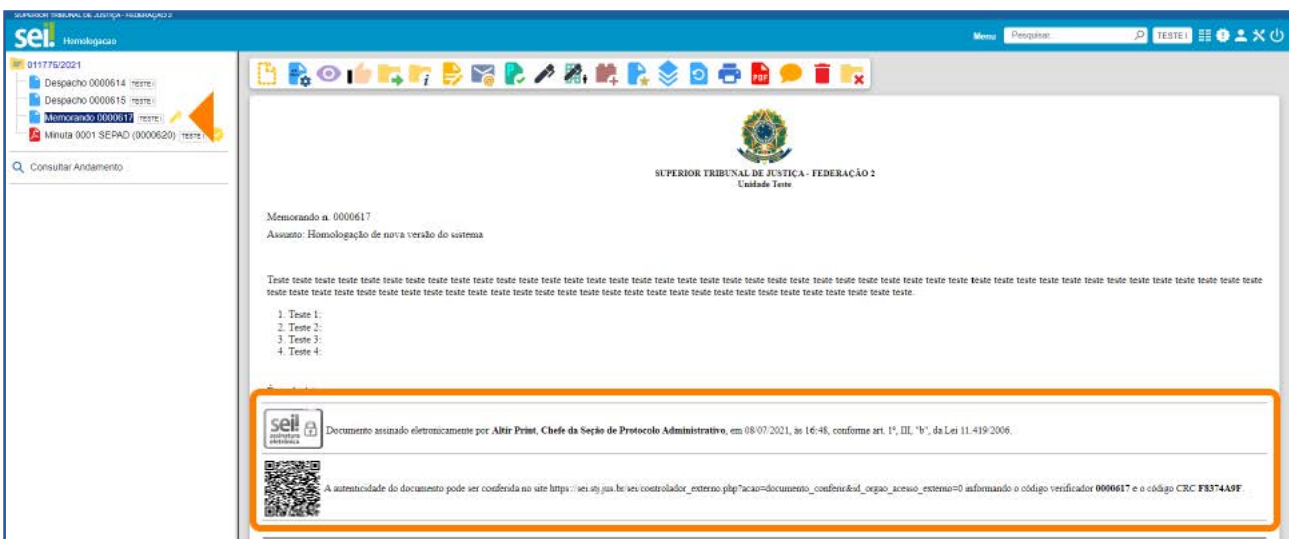 SUPERIOR TRIBUNAL DE JUSTIÇA - FEDERAÇÃO 2
sei! Homologacao
Menu Pesquisar... TESTE I
011775/2021
Despacho 0000614 TESTE I
Despacho 0000615 TESTE I
Memorando 0000617 TESTE I
Minuta 0001 SEPAD (0000620) TESTE I
Consultar Andamento
PDF
SUPERIOR TRIBUNAL DE JUSTIÇA - FEDERAÇÃO 2
Unidade Teste
Memorando n. 0000617
Assunto: Homologação de nova versão do sistema
Teste teste teste teste teste teste teste teste teste teste teste teste teste teste teste teste teste teste teste teste teste teste teste teste teste teste teste teste teste teste teste teste teste teste teste teste teste teste teste teste teste teste teste teste
teste teste teste teste teste teste teste teste teste teste teste teste teste teste teste teste teste teste teste teste teste teste teste teste teste teste teste teste.
1. Teste 1:
2. Teste 2:
3. Teste 3:
4. Teste 4:
sei! assinatura eletrônica
Documento assinado eletronicamente por Altir Print, Chefe da Seção de Protocolo Administrativo, em 08/07/2021, às 16:48, conforme art. 1º, III, "b", da Lei 11.419/2006.
A autenticidade do documento pode ser conferida no site https://sei.stj.jus.br/sei/controlador_externo.php?acao=documento_conferir&id_orgao_acesso_externo=0 informando o código verificador 0000617 e o código CRC F8374A9F.